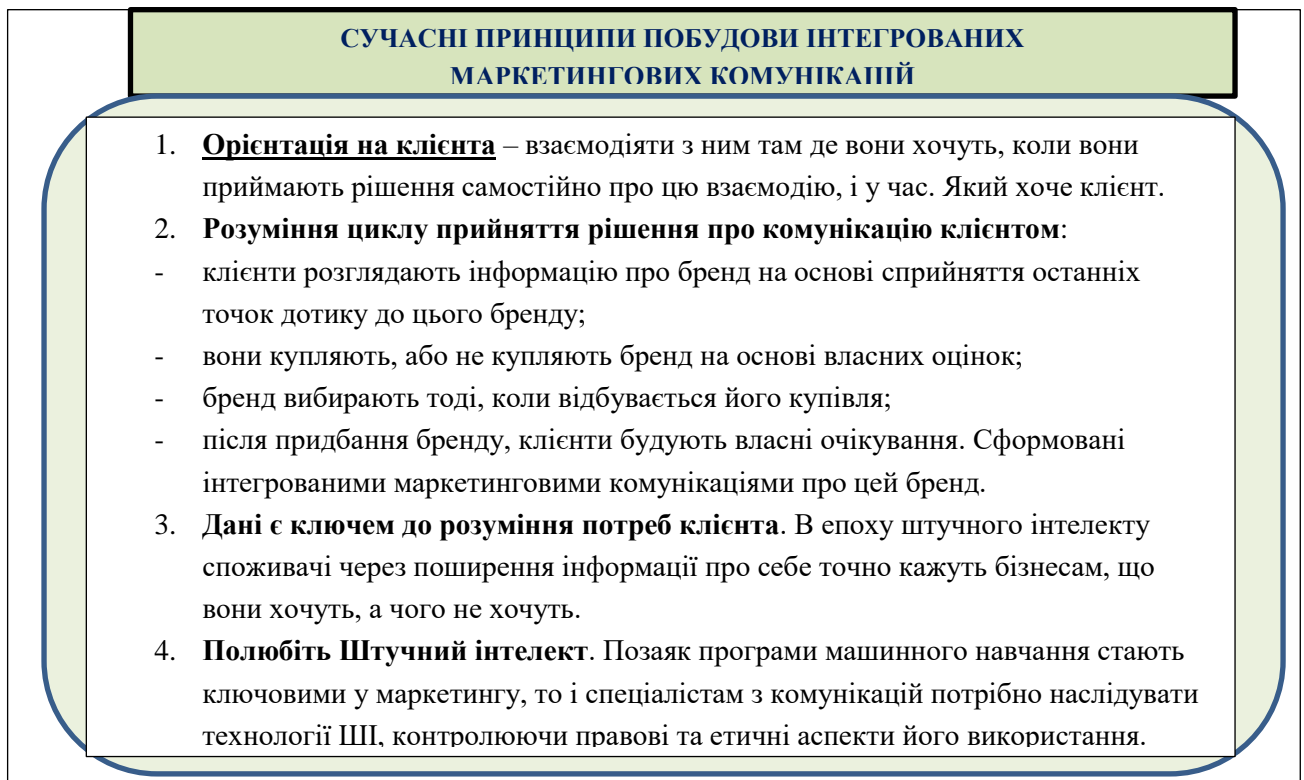 СУЧАСНІ ПРИНЦИПИ ПОБУДОВИ ІНТЕГРОВАНИХ
МАРКЕТИНГОВИХ КОМУНІКАЦІЙ
1. Орієнтація на клієнта – взаємодіяти з ним там де вони хочуть, коли вони
приймають рішення самостійно про цю взаємодію, і у час. Який хоче клієнт.
2. Розуміння циклу прийняття рішення про комунікацію клієнтом:
- клієнти розглядають інформацію про бренд на основі сприйняття останніх
точок дотику до цього бренду;
- вони купляють, або не купляють бренд на основі власних оцінок;
- бренд вибирають тоді, коли відбувається його купівля;
- після придбання бренду, клієнти будують власні очікування. Сформовані
інтегрованими маркетинговими комунікаціями про цей бренд.
3. Дані є ключем до розуміння потреб клієнта. В епоху штучного інтелекту
споживачі через поширення інформації про себе точно кажуть бізнесам, що
вони хочуть, а чого не хочуть.
4. Полюбіть Штучний інтелект. Позаяк програми машинного навчання стають
ключовими у маркетингу, то і спеціалістам з комунікацій потрібно наслідувати
технології ШІ, контролюючи правові та етичні аспекти його використання.